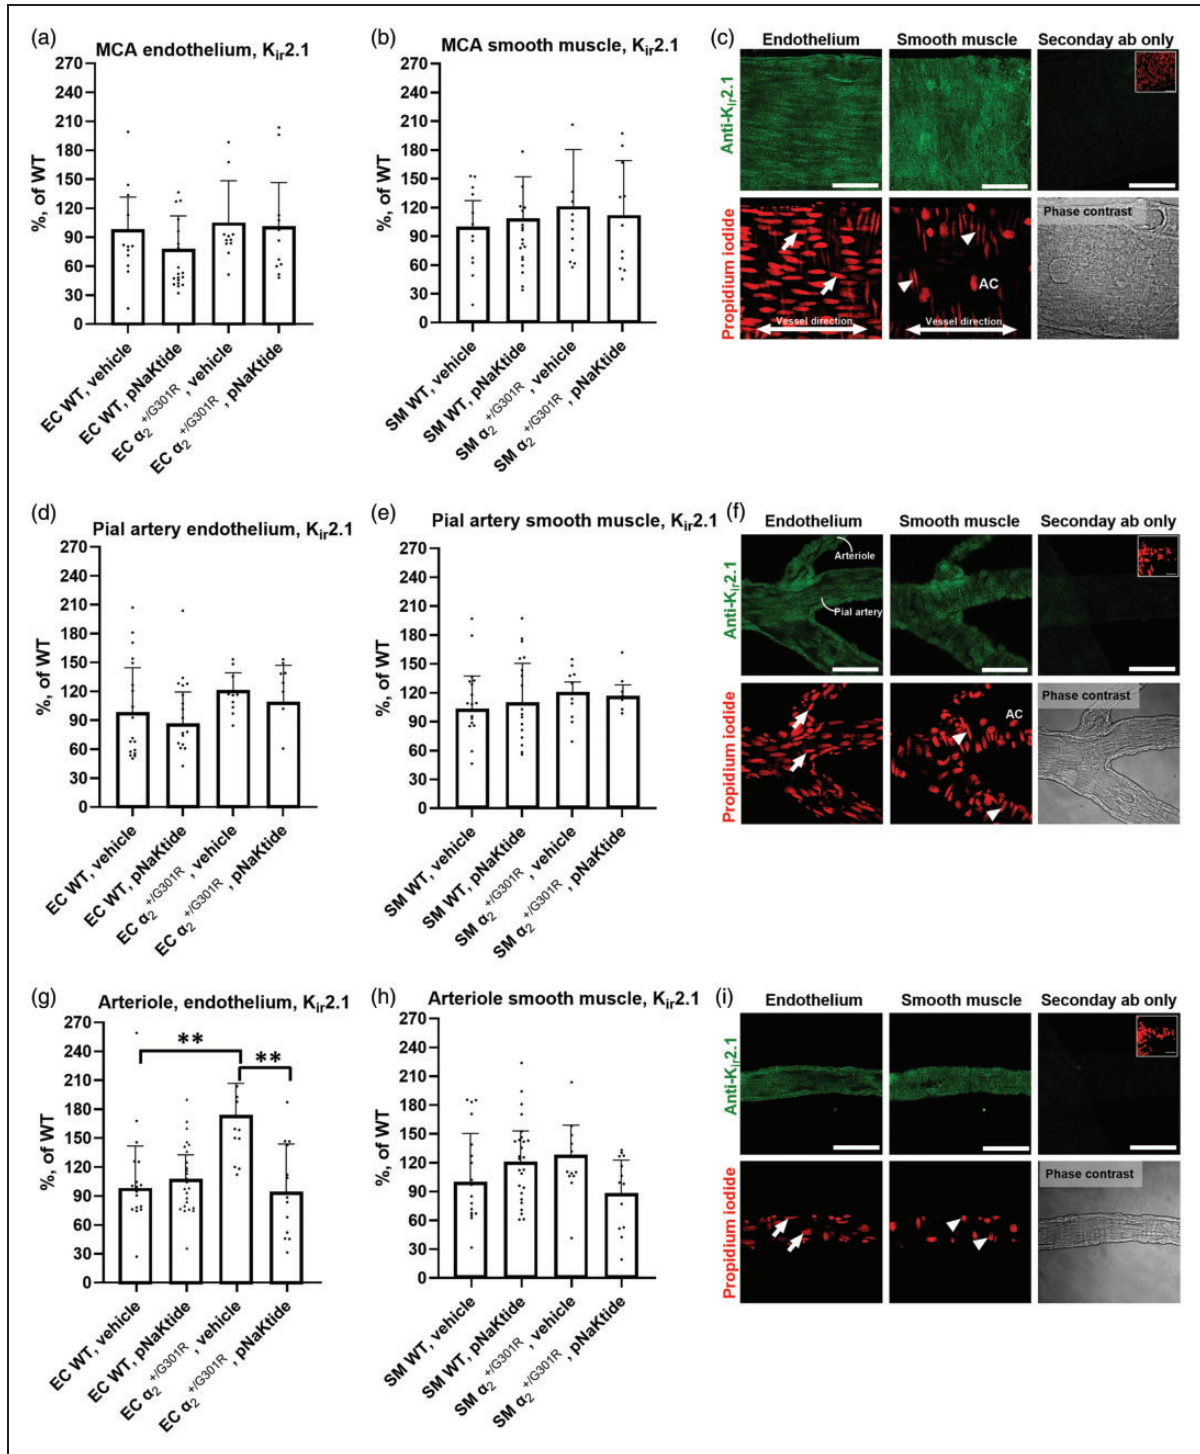 (a)
MCA endothelium, Kir2.1
270
240
210
180
150
120
90
60
30
0
%, of WT
EC WT, vehicle
EC WT, pNaKtide
EC α2+/G301R, vehicle
EC α2+/G301R, pNaKtide
(b)
MCA smooth muscle, Kir2.1
270
240
210
180
150
120
90
60
30
0
%, of WT
SM WT, vehicle
SM WT, pNaKtide
SM α2+/G301R, vehicle
SM α2+/G301R, pNaKtide
(c)
Endothelium
Smooth muscle
Seconday ab only
Anti-Kir2.1
Propidium iodide
Vessel direction
AC
Vessel direction
Phase contrast
(d)
Pial artery endothelium, Kir2.1
270
240
210
180
150
120
90
60
30
0
%, of WT
EC WT, vehicle
EC WT, pNaKtide
EC α2+/G301R, vehicle
EC α2+/G301R, pNaKtide
(e)
Pial artery smooth muscle, Kir2.1
270
240
210
180
150
120
90
60
30
0
%, of WT
SM WT, vehicle
SM WT, pNaKtide
SM α2+/G301R, vehicle
SM α2+/G301R, pNaKtide
(f)
Endothelium
Smooth muscle
Seconday ab only
Anti-Kir2.1
Arteriole
Pial artery
Propidium iodide
AC
Phase contrast
(g)
Arteriole, endothelium, Kir2.1
270
240
210
180
150
120
90
60
30
0
%, of WT
**
**
EC WT, vehicle
EC WT, pNaKtide
EC α2+/G301R, vehicle
EC α2+/G301R, pNaKtide
(h)
Arteriole smooth muscle, Kir2.1
270
240
210
180
150
120
90
60
30
0
%, of WT
SM WT, vehicle
SM WT, pNaKtide
SM α2+/G301R, vehicle
SM α2+/G301R, pNaKtide
(i)
Endothelium
Smooth muscle
Seconday ab only
Anti-Kir2.1
Propidium iodide
Phase contrast